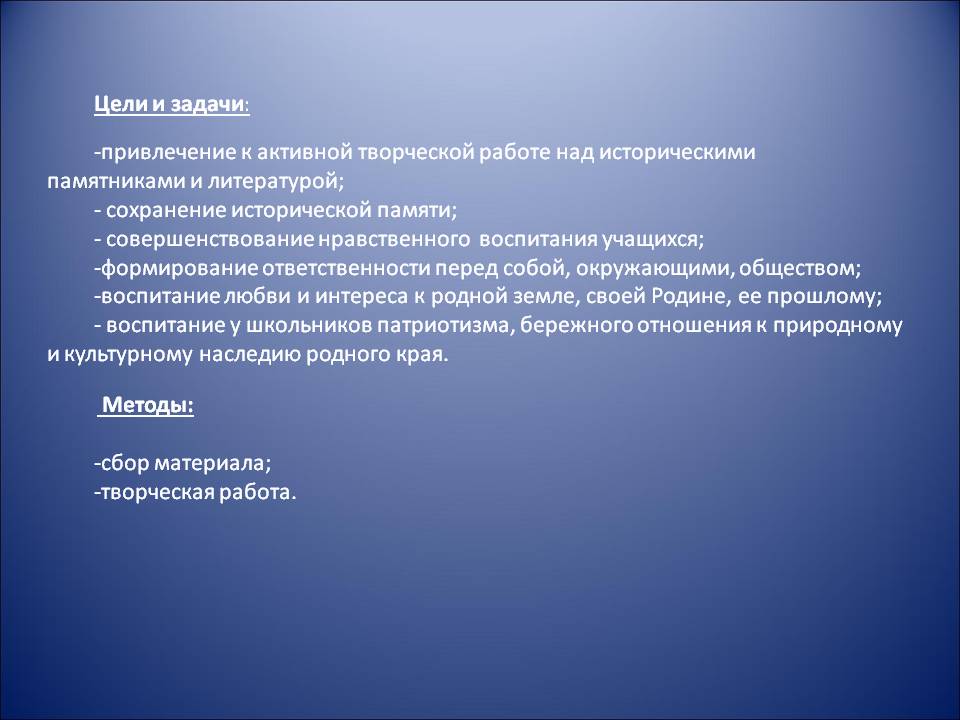 Цели и задачи:
-привлечение к активной творческой работе над историческими
памятниками и литературой;
- сохранение исторической памяти;
- совершенствование нравственного воспитания учащихся;
-формирование ответственности перед собой, окружающими, обществом;
-воспитание любви и интереса к родной земле, своей Родине, ее прошлому;
- воспитание у школьников патриотизма, бережного отношения к природному
и культурному наследию родного края.
Методы:
-сбор материала;
-творческая работа.